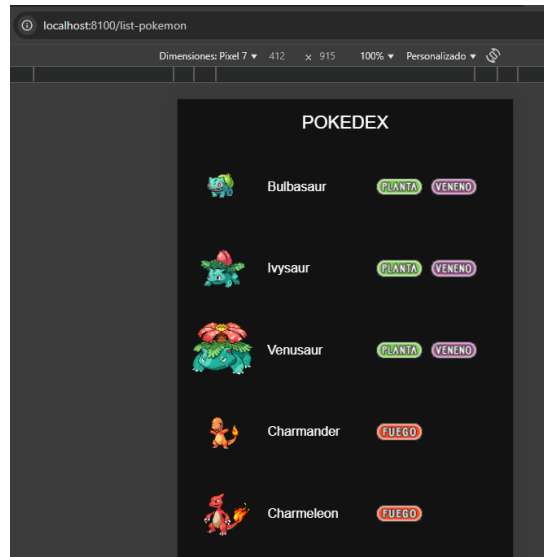 localhost:8100/list-pokemon
Dimensiones: Pixel 7 ▼ 412 × 915 100% ▼ Personalizado ▼
POKEDEX
Bulbasaur PLANTA VENENO
Ivysaur PLANTA VENENO
Venusaur PLANTA VENENO
Charmander FUEGO
Charmeleon FUEGO